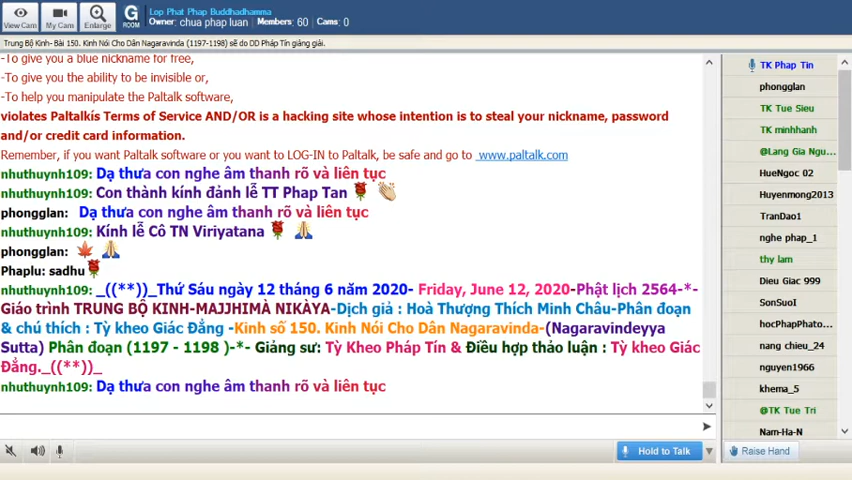 View Cam
My Cam
Enlarge
G
ROOM
Lop Phat Phap Buddhadhamma
Owner: chua phap luan/ Members: 60 Cams: 0
Trung Bộ Kinh- Bài 150. Kinh Nói Cho Dân Nagaravinda (1197-1198) sẽ do DD Pháp Tín giảng giải.
-To give you a blue nickname for free,
-To give you the ability to be invisible or,
-To help you manipulate the Paltalk software,
violates Paltalkís Terms of Service AND/OR is a hacking site whose intention is to steal your nickname, password
and/or credit card information.
Remember, if you want Paltalk software or you want to LOG-IN to Paltalk, be safe and go to www.paltalk.com
nhuthuynh109: Dạ thưa con nghe âm thanh rõ và liên tục
nhuthuynh109: Con thành kính đảnh lễ TT Phap Tan
phongglan: Dạ thưa con nghe âm thanh rõ và liên tục
nhuthuynh109: Kính lễ Cô TN Viriyatana
phongglan:
Phaplu: sadhu
nhuthuynh109: _((**))_Thứ Sáu ngày 12 tháng 6 năm 2020- Friday, June 12, 2020-Phật lịch 2564-*-
Giáo trình TRUNG BỘ KINH-MAJJHIMÀ NIKÀYA-Dịch giả : Hoà Thượng Thích Minh Châu-Phân đoạn
& chú thích : Tỳ kheo Giác Đẳng -Kinh số 150. Kinh Nói Cho Dân Nagaravinda-(Nagaravindeyya
Sutta) Phân đoạn (1197 - 1198 )-*- Giảng sư: Tỳ Kheo Pháp Tín & Điều hợp thảo luận : Tỳ kheo Giác
Đẳng._((**))_
nhuthuynh109: Dạ thưa con nghe âm thanh rõ và liên tục
Hold to Talk
TK Phap Tin
phongglan
TK Tue Sieu
TK minhhanh
@Lang Gia Ngu...
HueNgoc 02
Huyenmong2013
TranDao1
nghe phap_1
thy lam
Dieu Giac 999
SonSuoI
hocPhapPhato...
nang chieu_24
nguyen1966
khema_5
@TK Tue Tri
Nam-Ha-N
Raise Hand